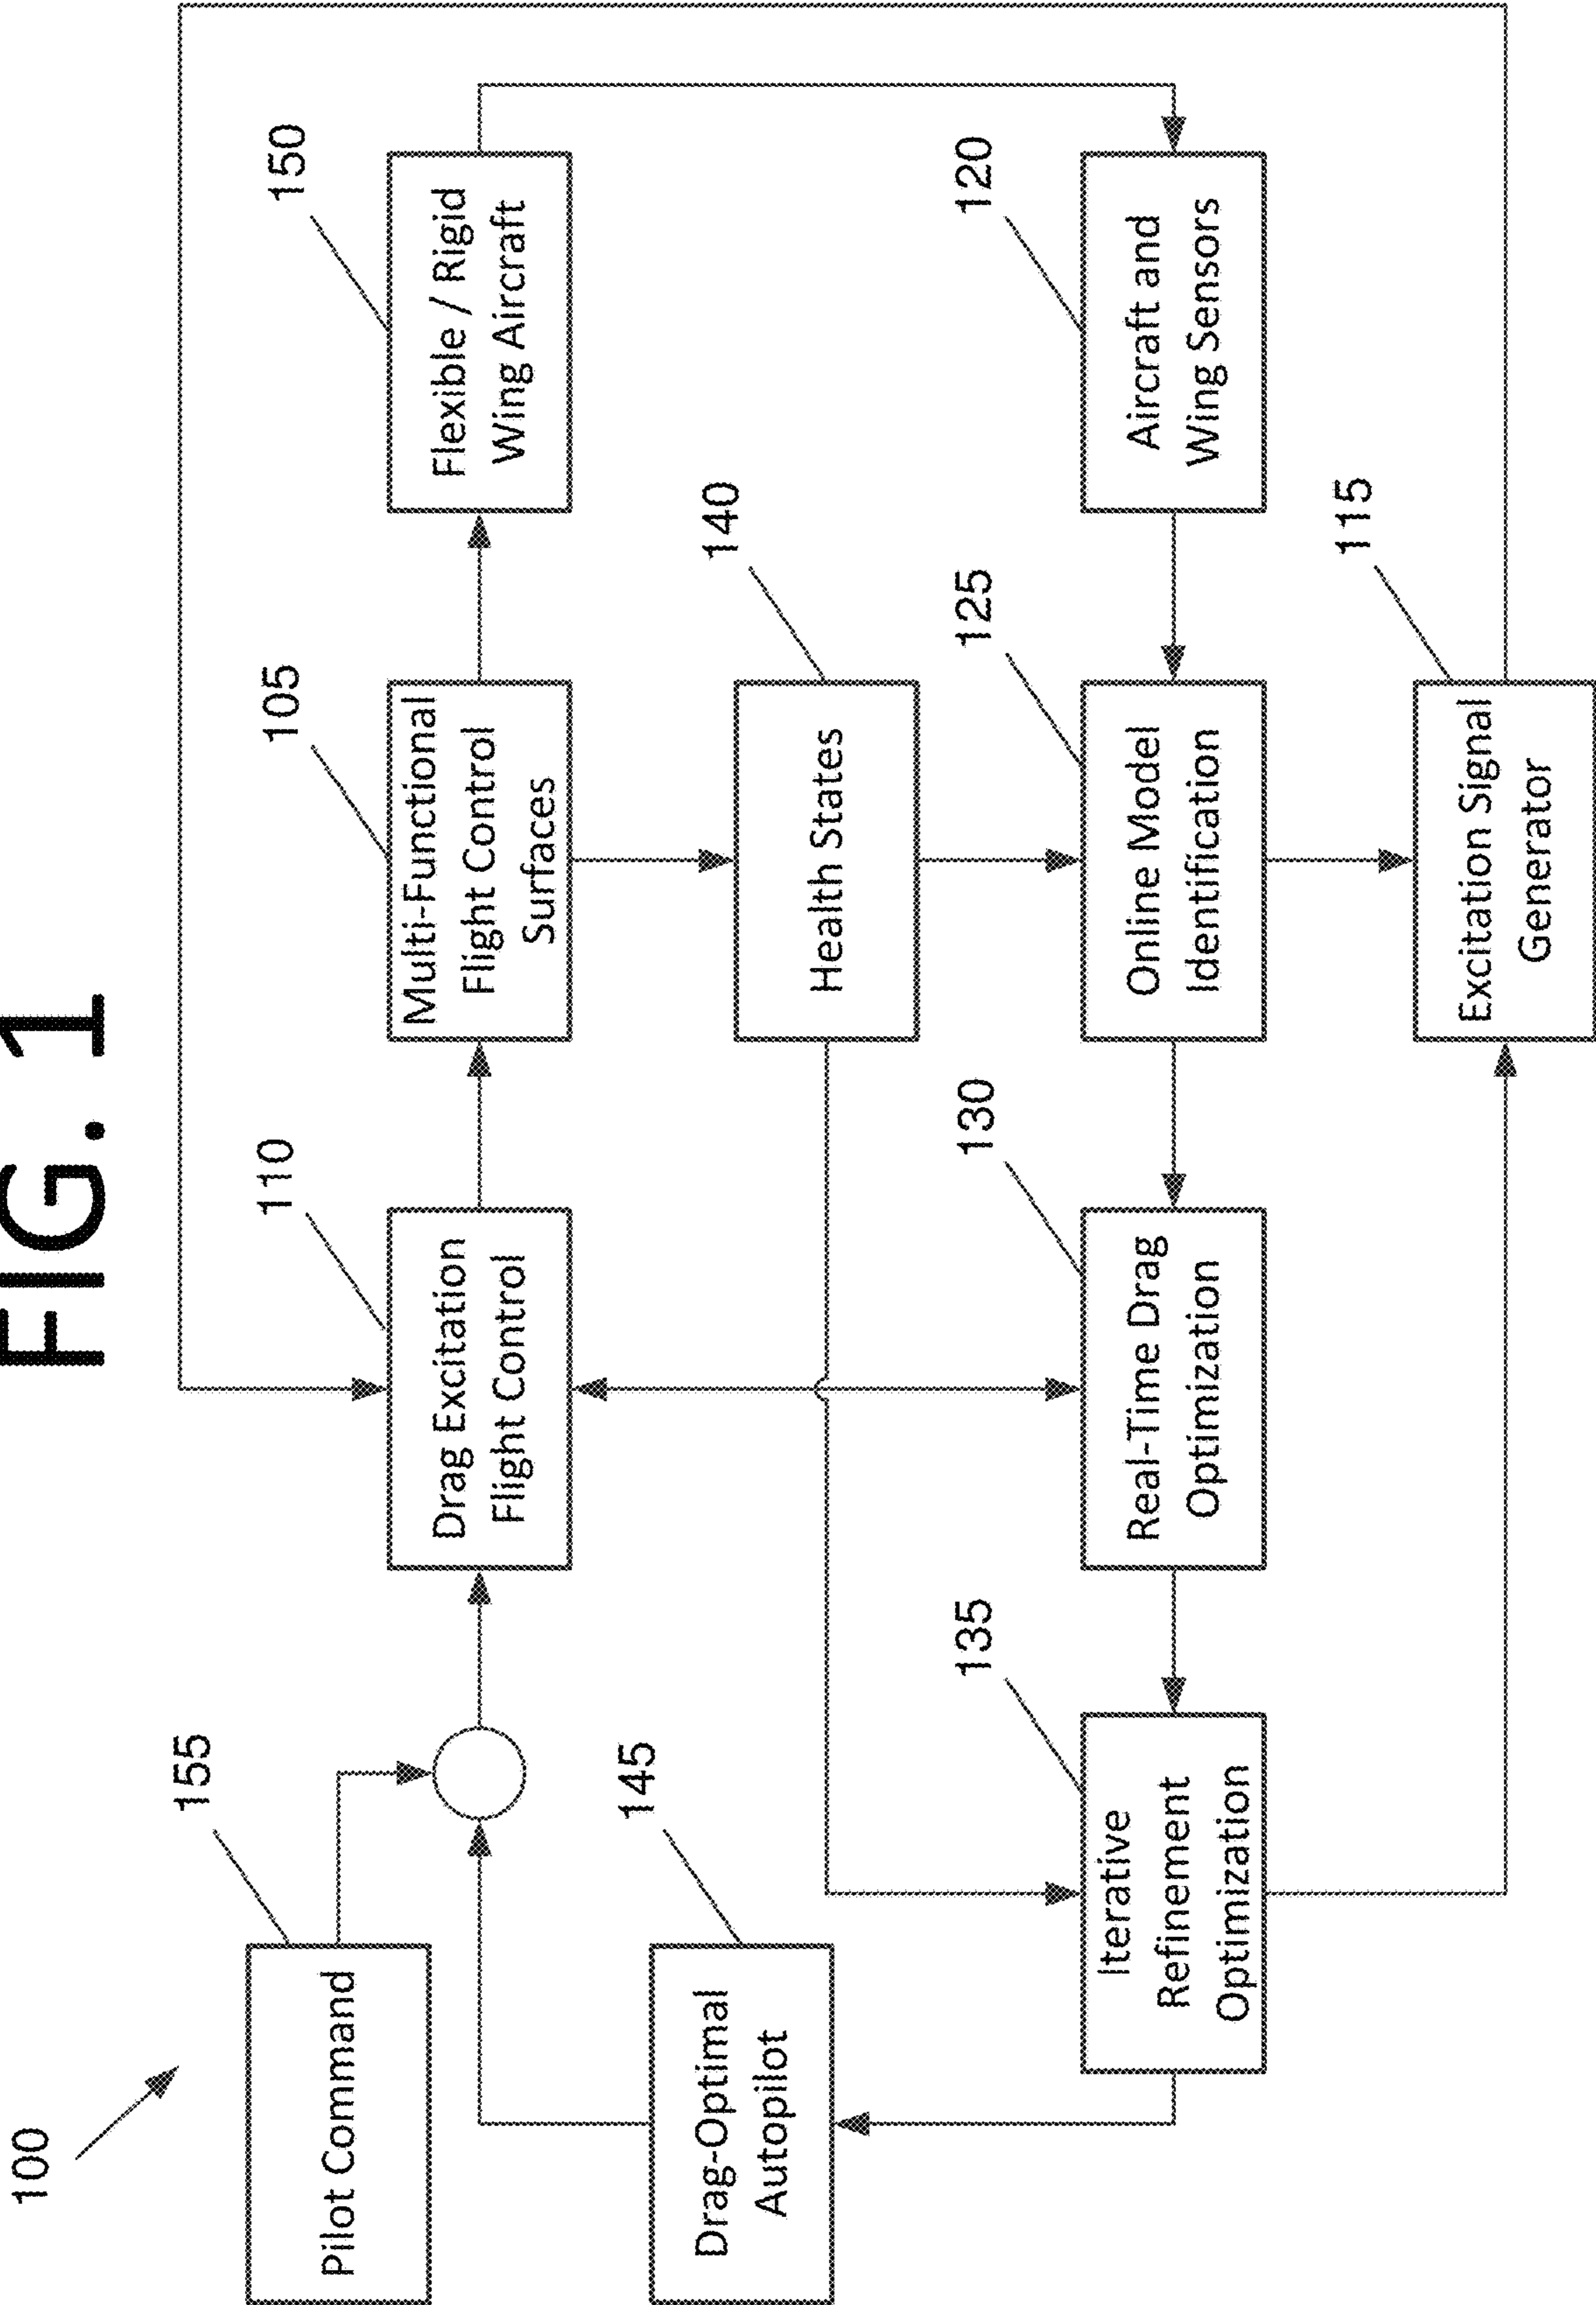 FIG. 1
100
155
Pilot Command
110
Drag Excitation
Flight Control
105
Multi-Functional
Flight Control
Surfaces
150
Flexible / Rigid
Wing Aircraft
145
Drag-Optimal
Autopilot
140
Health States
135
Iterative
Refinement
Optimization
130
Real-Time Drag
Optimization
125
Online Model
Identification
120
Aircraft and
Wing Sensors
115
Excitation Signal
Generator